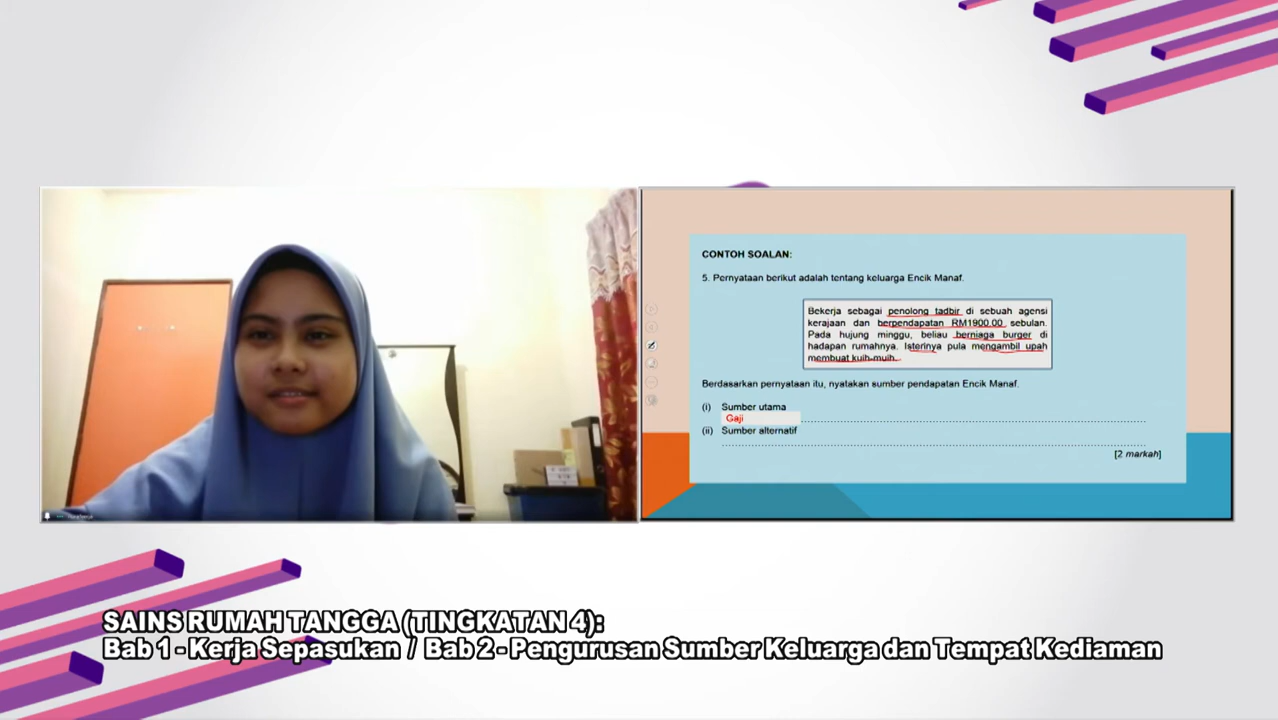 CONTOH SOALAN:
5. Pernyataan berikut adalah tentang keluarga Encik Manaf.
Bekerja sebagai penolong tadbir di sebuah agensi
kerajaan dan berpendapatan RM1900.00 sebulan.
Pada hujung minggu, beliau berniaga burger di
hadapan rumahnya. Isterinya pula mengambil upah
membuat kuih-muih.
Berdasarkan pernyataan itu, nyatakan sumber pendapatan Encik Manaf.
(i) Sumber utama
Gaji
(ii) Sumber alternatif
[2 markah]
SAINS RUMAH TANGGA (TINGKATAN 4):
Bab 1 - Kerja Sepasukan / Bab 2 - Pengurusan Sumber Keluarga dan Tempat Kediaman